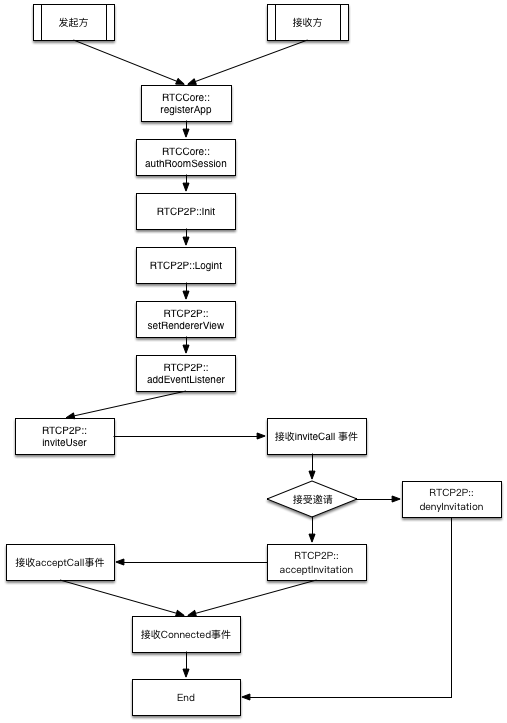 发起方
接收方
RTCCore::
registerApp
RTCCore::
authRoomSession
RTCP2P::Init
RTCP2P::Logint
RTCP2P::
setRendererView
RTCP2P::
addEventListener
RTCP2P::
inviteUser
接收inviteCall 事件
接受邀请
RTCP2P::
denyInvitation
接收acceptCall事件
RTCP2P::
acceptInvitation
接收Connected事件
End